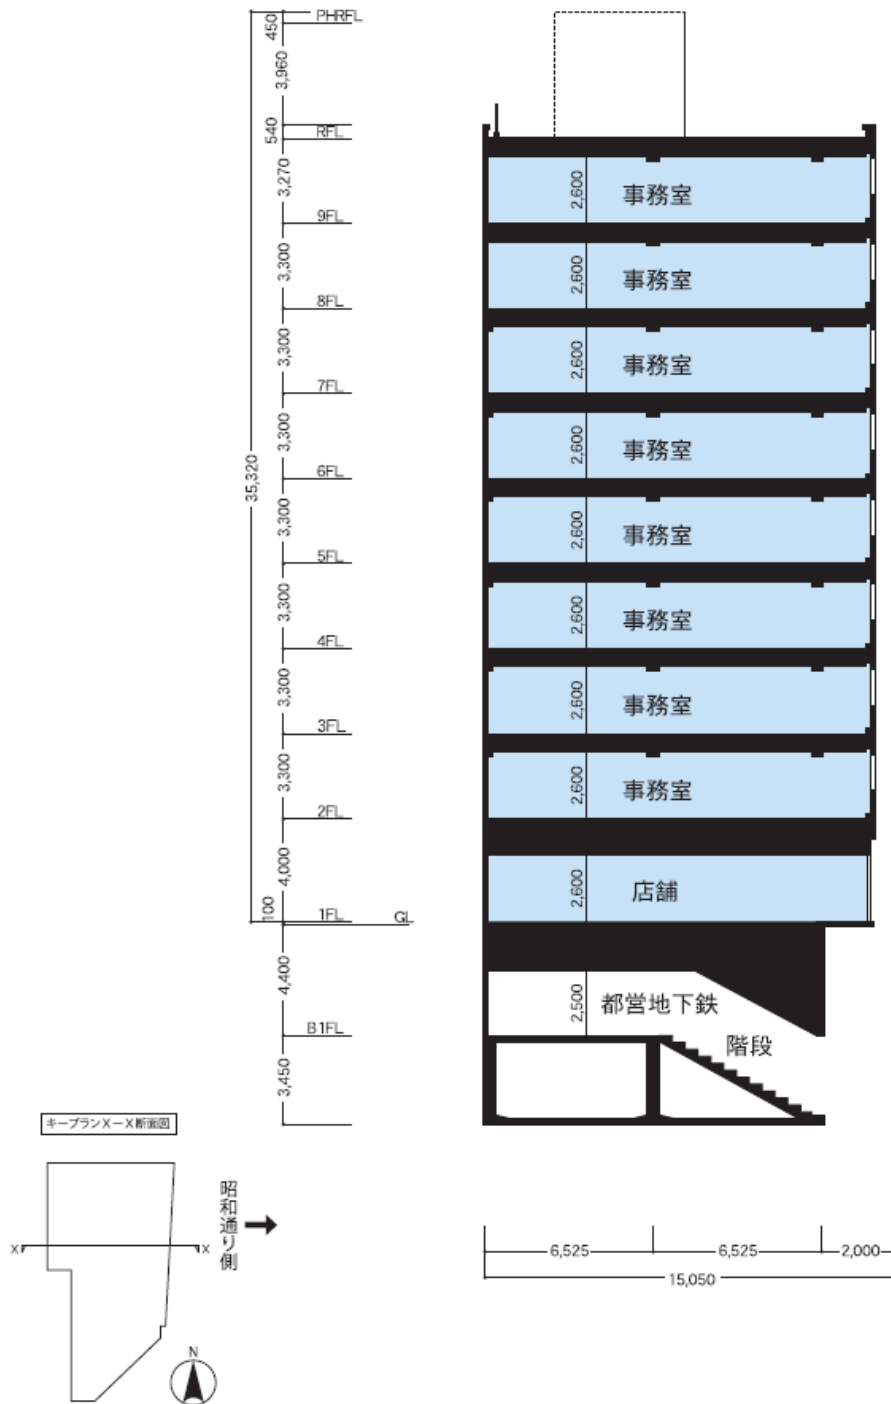 450
PHRFL
3,960
540
RFL
3,270
2,600
事務室
9FL
3,300
2,600
事務室
8FL
3,300
2,600
事務室
7FL
3,300
2,600
事務室
6FL
35,320
3,300
2,600
事務室
5FL
3,300
2,600
事務室
4FL
3,300
2,600
事務室
3FL
3,300
2,600
事務室
2FL
4,000
2,600
店舗
100
1FL
GL
4,400
2,500
都営地下鉄
B1FL
階段
3,450
キープランX－X断面図
昭和通り側
X
X
6,525
6,525
2,000
15,050
N